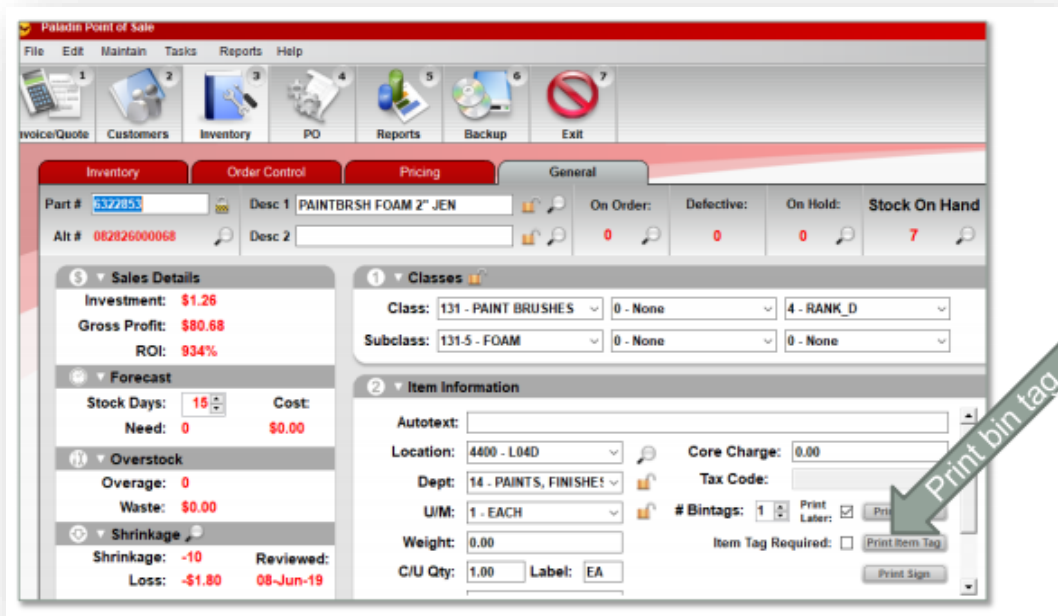 Paladin Point of Sale
File Edit Maintain Tasks Reports Help
1 2 3 4 5 6 7
nvoice/Quote Customers Inventory PO Reports Backup Exit
Inventory Order Control Pricing General
Part # 6322853 Desc 1 PAINTBRSH FOAM 2" JEN On Order: Defective: On Hold: Stock On Hand
Alt # 082826000068 Desc 2 0 0 0 7
Sales Details
Investment: $1.26
Gross Profit: $80.68
ROI: 934%
Forecast
Stock Days: 15 Cost:
Need: 0 $0.00
Overstock
Overage: 0
Waste: $0.00
Shrinkage
Shrinkage: -10 Reviewed:
Loss: -$1.80 08-Jun-19
1 Classes
Class: 131 - PAINT BRUSHES 0 - None 4 - RANK_D
Subclass: 131-5 - FOAM 0 - None 0 - None
2 Item Information
Autotext:
Location: 4400 - L04D Core Charge: 0.00
Dept: 14 - PAINTS, FINISHES Tax Code:
U/M: 1 - EACH # Bintags: 1 Print Later:
Weight: 0.00 Item Tag Required: Print Item Tag
C/U Qty: 1.00 Label: EA Print Sign
Print bin tag